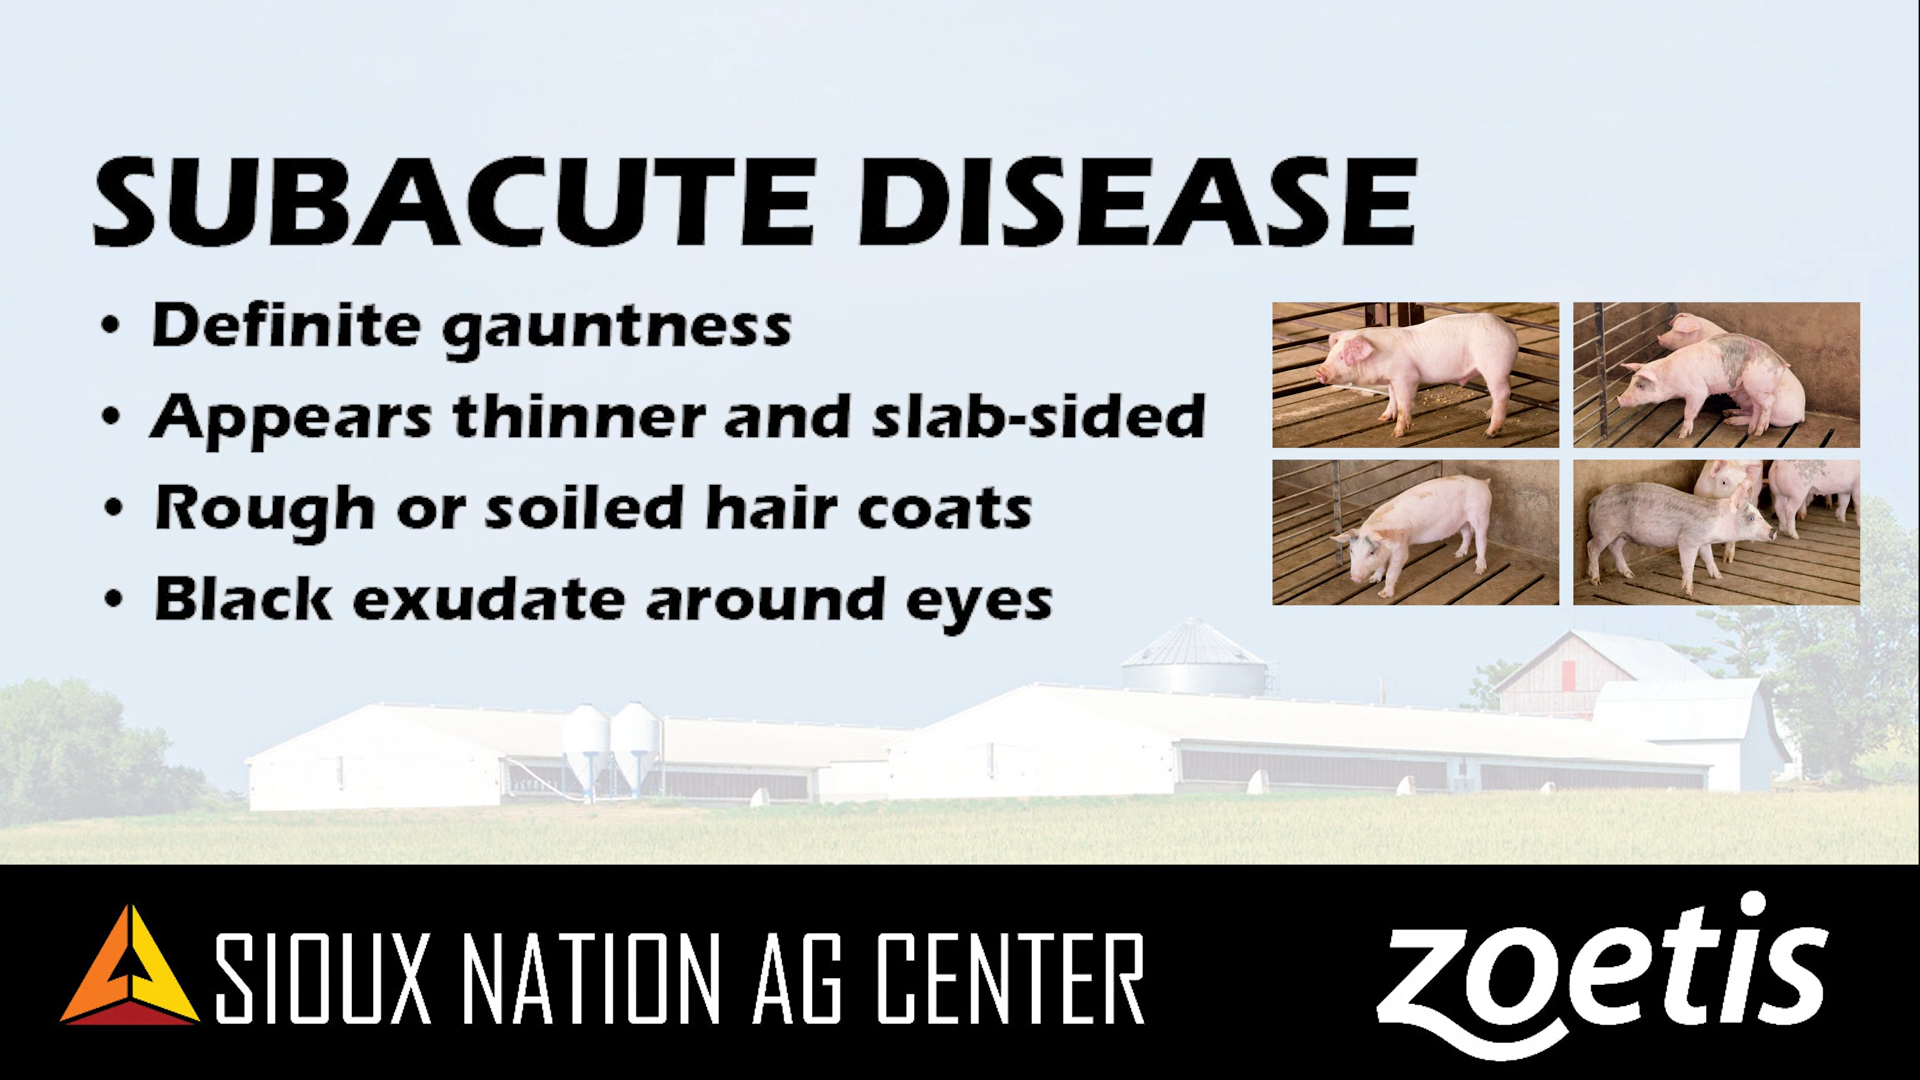 SUBACUTE DISEASE
• Definite gauntness
• Appears thinner and slab-sided
• Rough or soiled hair coats
• Black exudate around eyes
SIOUX NATION AG CENTER
zoetis